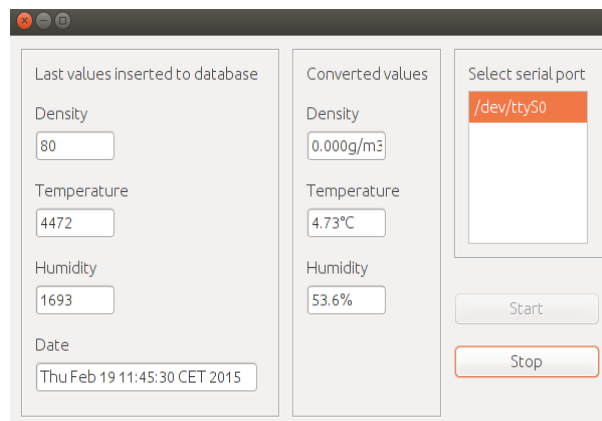 Last values inserted to database
Density
80
Temperature
4472
Humidity
1693
Date
Thu Feb 19 11:45:30 CET 2015
Converted values
Density
0.000g/m3
Temperature
4.73°C
Humidity
53.6%
Select serial port
/dev/ttyS0
Start
Stop